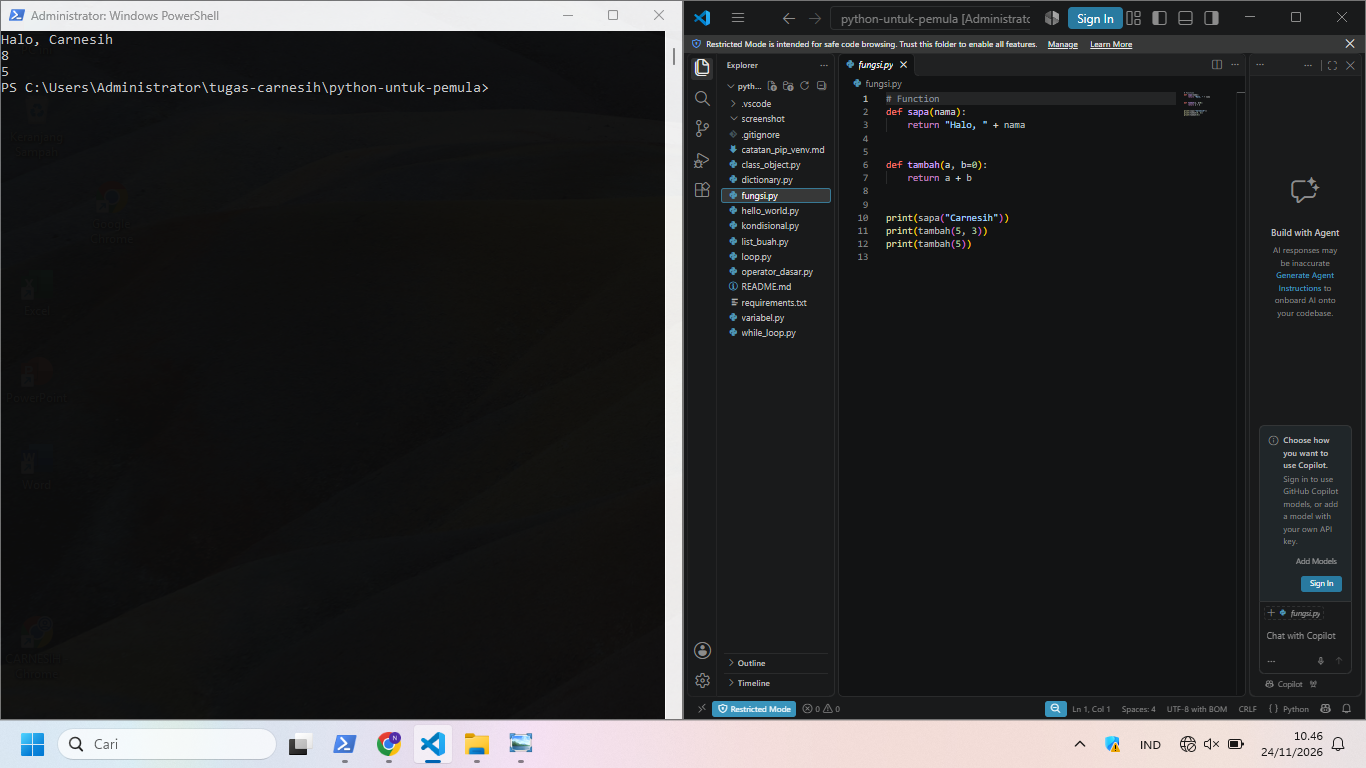 Administrator: Windows PowerShell
Halo, Carnesih
8
5
PS C:\Users\Administrator\tugas-carnesih\python-untuk-pemula>
Excel
PowerPoint
Word
python-untuk-pemula [Administrato
Sign In
Restricted Mode is intended for safe code browsing. Trust this folder to enable all features. Manage Learn More
Explorer
pyth...
.vscode
screenshot
.gitignore
catatan_pip_venv.md
class_object.py
dictionary.py
fungsi.py
hello_world.py
kondisional.py
list_buah.py
loop.py
operator_dasar.py
README.md
requirements.txt
variabel.py
while_loop.py
Outline
Timeline
fungsi.py
fungsi.py
1 # Function
2 def sapa(nama):
3 return "Halo, " + nama
4
5
6 def tambah(a, b=0):
7 return a + b
8
9
10 print(sapa("Carnesih"))
11 print(tambah(5, 3))
12 print(tambah(5))
13
Build with Agent
AI responses may
be inaccurate
Generate Agent
Instructions to
onboard AI onto
your codebase.
Choose how
you want to
use Copilot.
Sign in to use
GitHub Copilot
models, or add
a model with
your own API
key.
Add Models
Sign In
fungsi.py
Chat with Copilot
Copilot
Restricted Mode 0 0 Ln 1, Col 1 Spaces: 4 UTF-8 with BOM CRLF Python
Cari
IND
10.46
24/11/2026